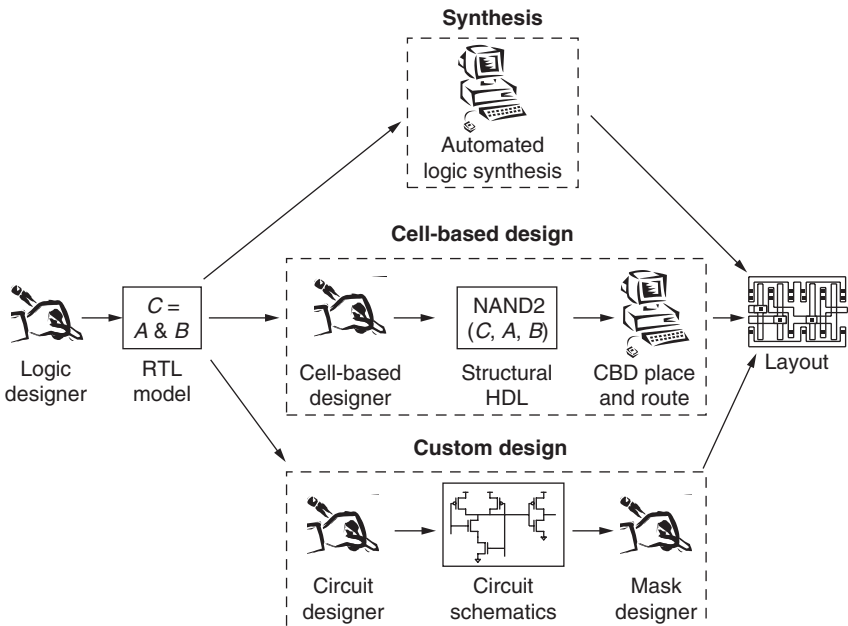 Synthesis
Automated
logic synthesis
Cell-based design
C =
A & B
NAND2
(C, A, B)
Logic
designer
RTL
model
Cell-based
designer
Structural
HDL
CBD place
and route
Layout
Custom design
Circuit
designer
Circuit
schematics
Mask
designer